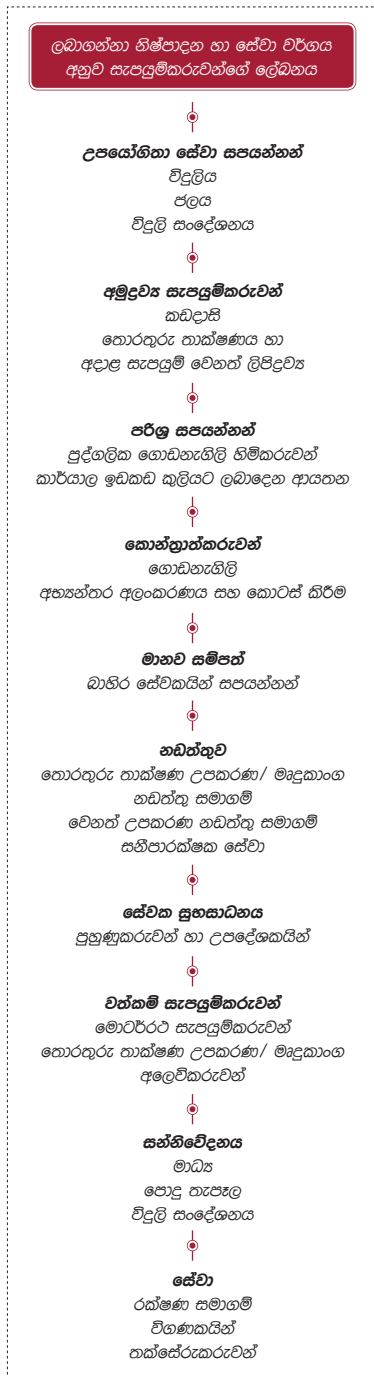 ලබාගන්නා නිෂ්පාදන හා සේවා වර්ගය
අනුව සැපයුම්කරුවන්ගේ ලේඛනය
උපයෝගිතා සේවා සපයන්නන්
විදුලිය
ජලය
විදුලි සංදේශනය
අමුද්‍රව්‍ය සැපයුම්කරුවන්
කඩදාසි
තොරතුරු තාක්ෂණය හා
අදාළ සැපයුම් වෙනත් ලිපිද්‍රව්‍ය
පරිශ්‍ර සපයන්නන්
පුද්ගලික ගොඩනැගිලි හිමිකරුවන්
කාර්යාල ඉඩකඩ කුලියට ලබාදෙන ආයතන
කොන්ත්‍රාත්කරුවන්
ගොඩනැගිලි
අභ්‍යන්තර අලංකරණය සහ කොටස් කිරීම
මානව සම්පත්
බාහිර සේවකයින් සපයන්නන්
නඩත්තුව
තොරතුරු තාක්ෂණ උපකරණ/ මෘදුකාංග
නඩත්තු සමාගම්
වෙනත් උපකරණ නඩත්තු සමාගම්
සනීපාරක්ෂක සේවා
සේවක සුභසාධනය
පුහුණුකරුවන් හා උපදේශකයින්
වත්කම් සැපයුම්කරුවන්
මෝටර්රථ සැපයුම්කරුවන්
තොරතුරු තාක්ෂණ උපකරණ/ මෘදුකාංග
අලෙවිකරුවන්
සන්නිවේදනය
මාධ්‍ය
පොදු තැපෑල
විදුලි සංදේශනය
සේවා
රක්ෂණ සමාගම්
විගණකයින්
තක්සේරුකරුවන්